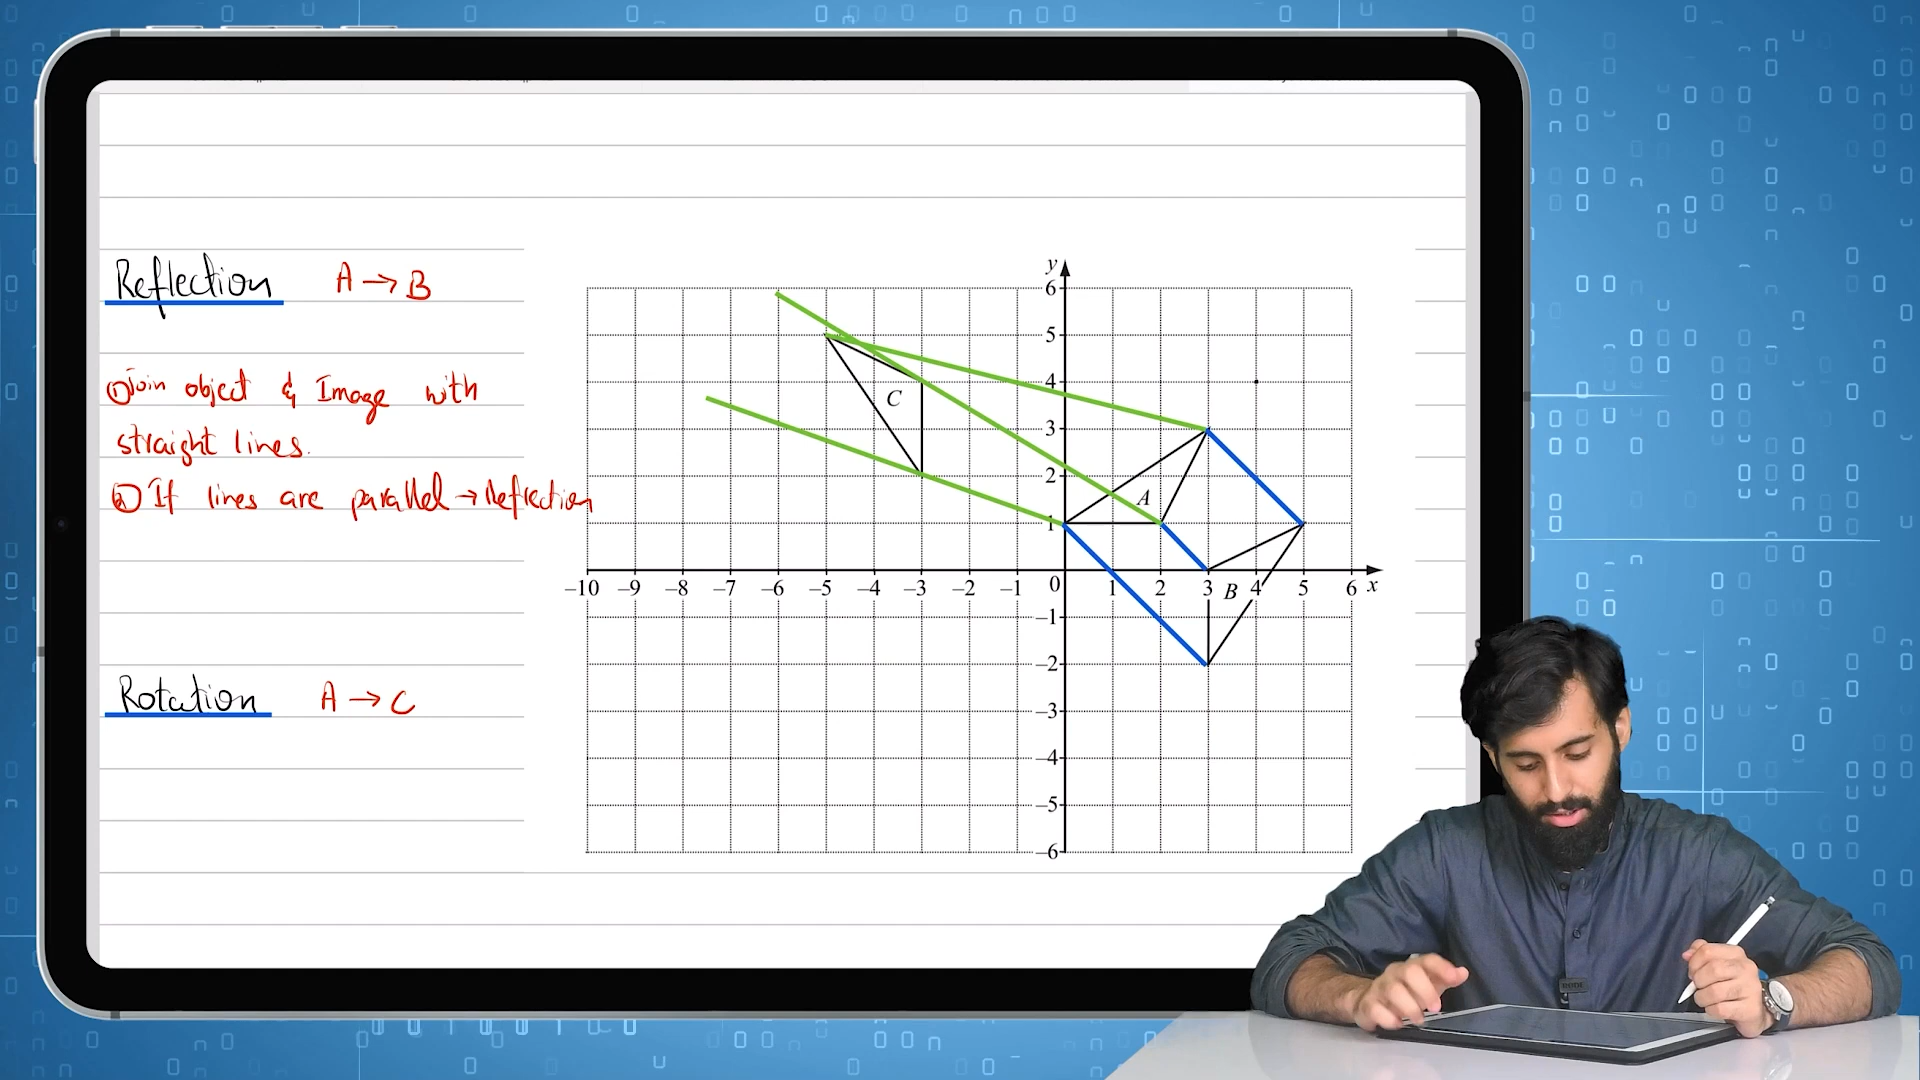 Reflection A → B
① Join object & Image with
straight lines.
② If lines are parallel → Reflection
Rotation A → C
y
6
5
4
3
2
1
–10 –9 –8 –7 –6 –5 –4 –3 –2 –1 0 1 2 3 4 5 6 x
–1
–2
–3
–4
–5
–6
C
A
B
RODE